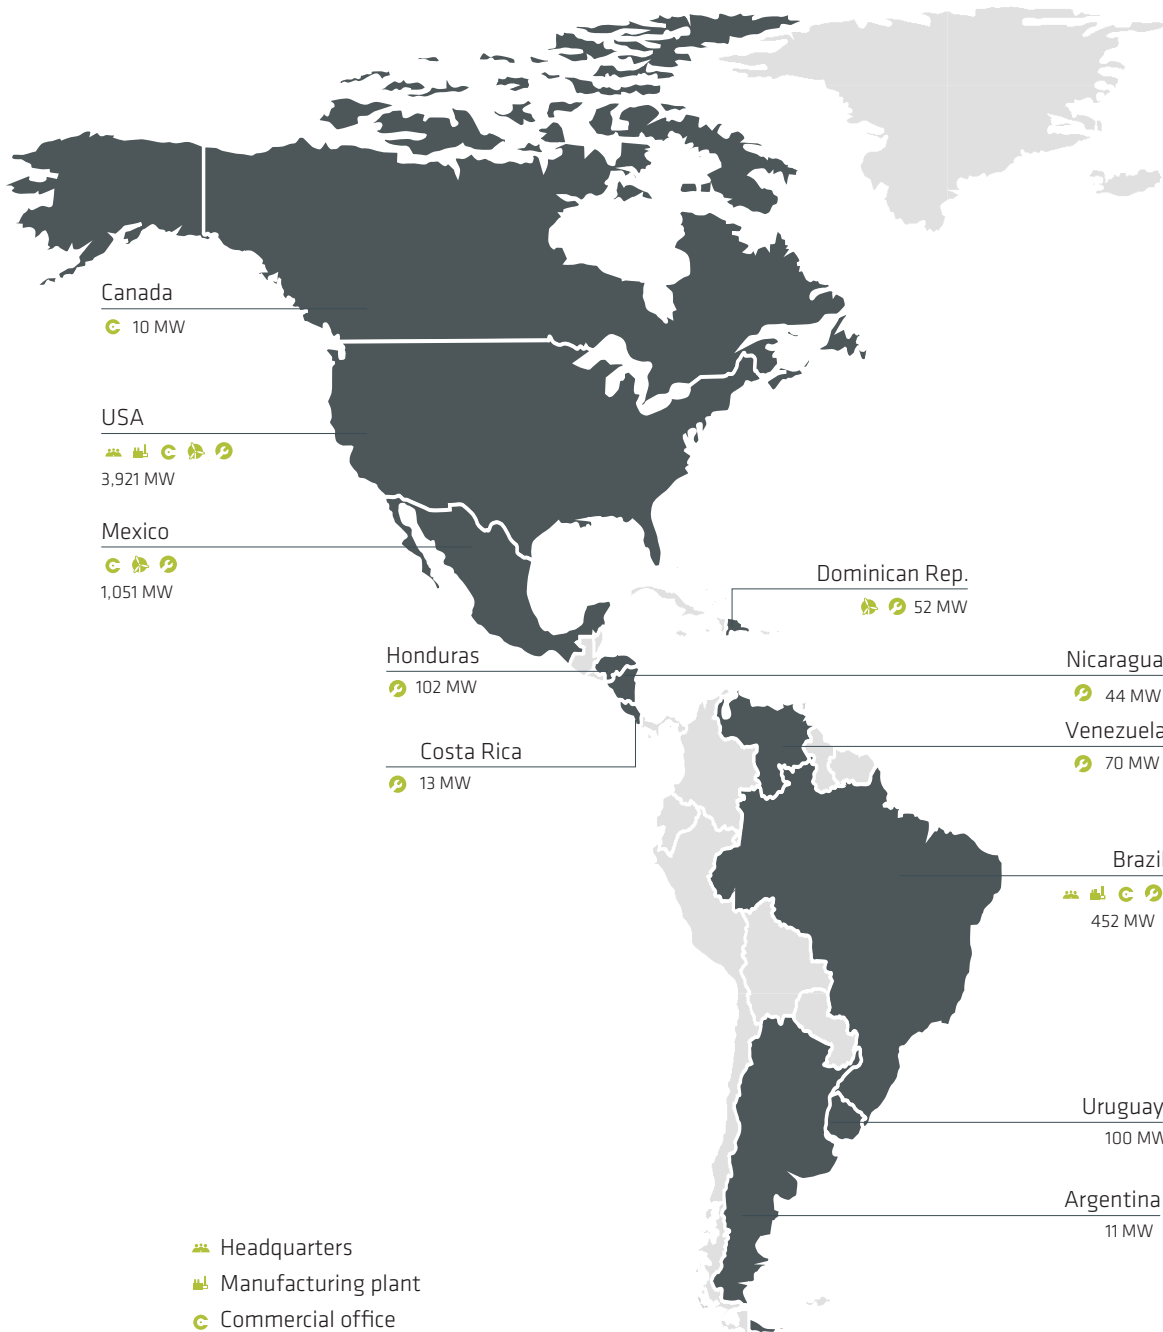 Canada
10 MW
USA
3,921 MW
Mexico
1,051 MW
Dominican Rep.
52 MW
Honduras
102 MW
Nicaragua
44 MW
Venezuela
70 MW
Costa Rica
13 MW
Brazil
452 MW
Uruguay
100 MW
Argentina
11 MW
Headquarters
Manufacturing plant
Commercial office